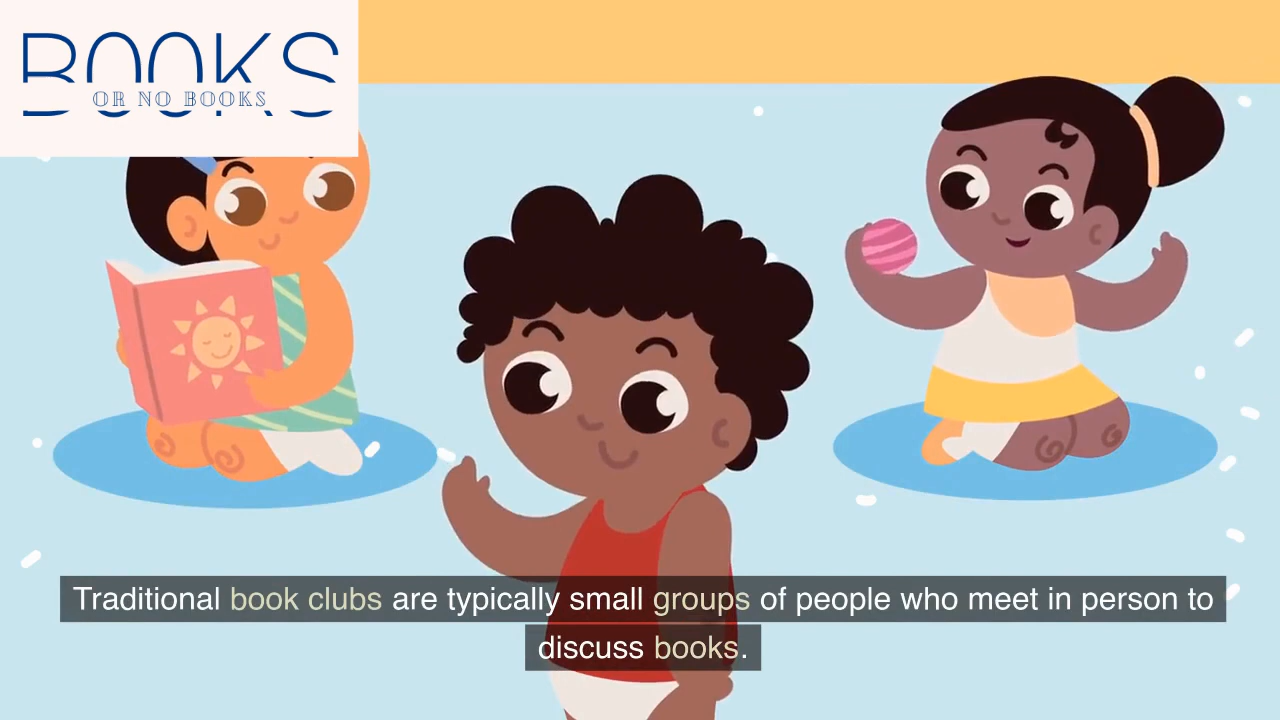 BOOKS
OR NO BOOKS
Traditional book clubs are typically small groups of people who meet in person to
discuss books.